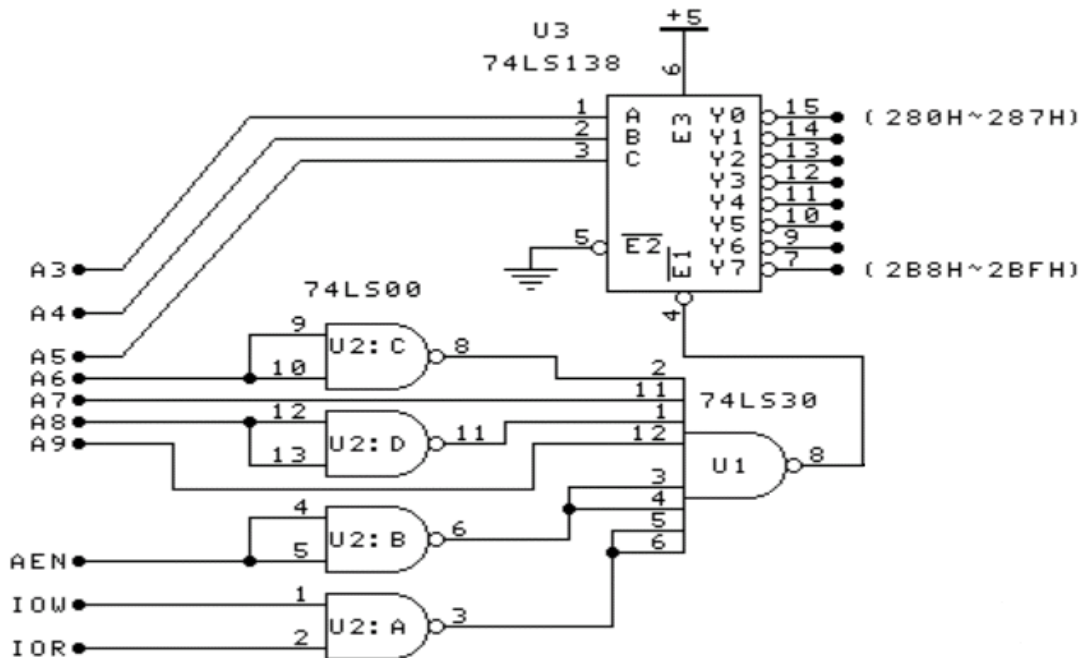 +5
U3
74LS138
6
1 A E3 Y0 15 (280H~287H)
2 B Y1 14
3 C Y2 13
Y3 12
Y4 11
Y5 10
5 E2 E1 Y6 9
Y7 7 (2B8H~2BFH)
4
A3
A4
A5
A6
A7
A8
A9
74LS00
9
10
U2:C 8
12
13
U2:D 11
2
11
1
12
74LS30
U1 8
3
4
5
6
AEN
4
5
U2:B 6
IOW 1
IOR 2
U2:A 3